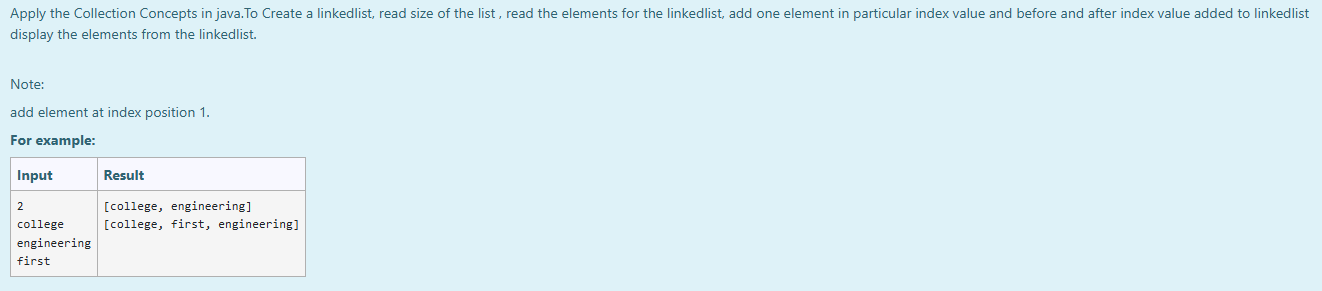 Apply the Collection Concepts in java.To Create a linkedlist, read size of the list , read the elements for the linkedlist, add one element in particular index value and before and after index value added to linkedlist
display the elements from the linkedlist.
Note:
add element at index position 1.
For example:
Input Result
2 [college, engineering]
college [college, first, engineering]
engineering
first